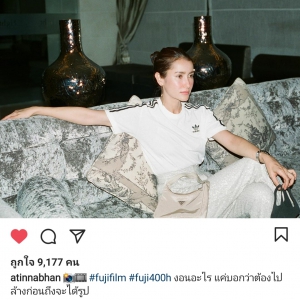 ถูกใจ 9,177 คน
atinnabhan 📷🎞 #fujifilm #fuji400h งอนอะไร แค่บอกว่าต้องไป
ล้างก่อนถึงจะได้รูป